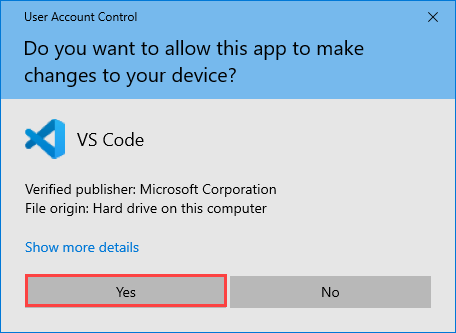 User Account Control
Do you want to allow this app to make
changes to your device?
VS Code
Verified publisher: Microsoft Corporation
File origin: Hard drive on this computer
Show more details
Yes
No